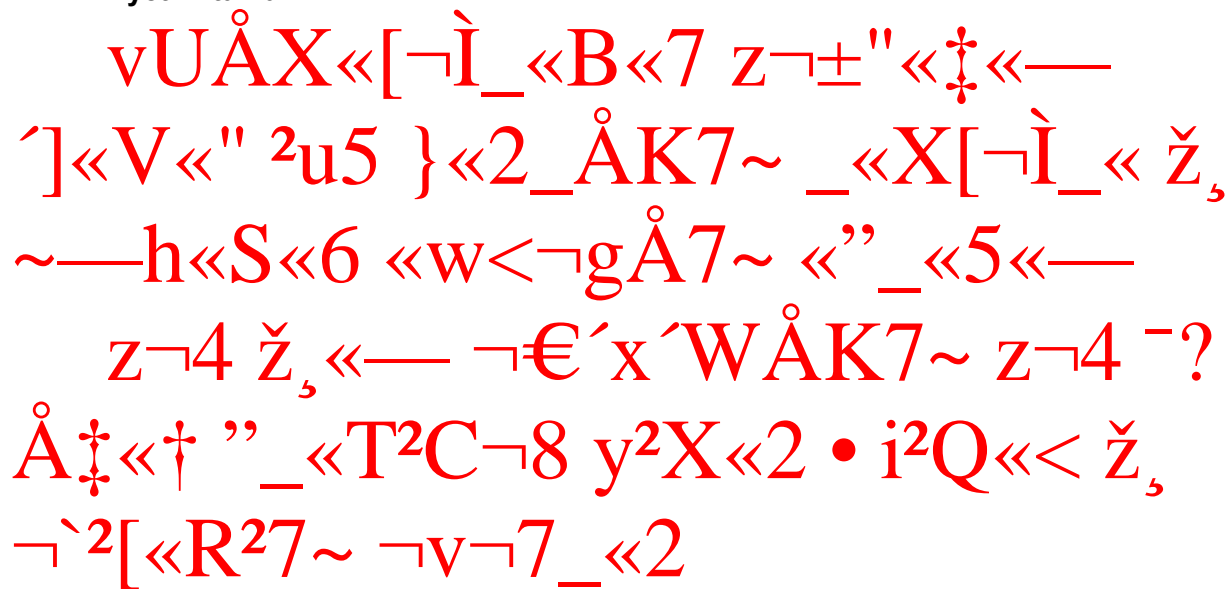 vUÅX«[¬Ì_«B«7 z¬±"«‡«—
´]«V«" ²u5 }«2_ÅK7~ _«X[¬Ì_« ž¸
~—h«S«6 «w<¬gÅ7~ «”_«5«—
z¬4 ž¸«— ¬€´x´WÅK7~ z¬4 ¯?
Å‡«† ”_«T²C¬8 y²X«2 • i²Q«< ž¸
¬`²[«R²7~ ¬v¬7_«2